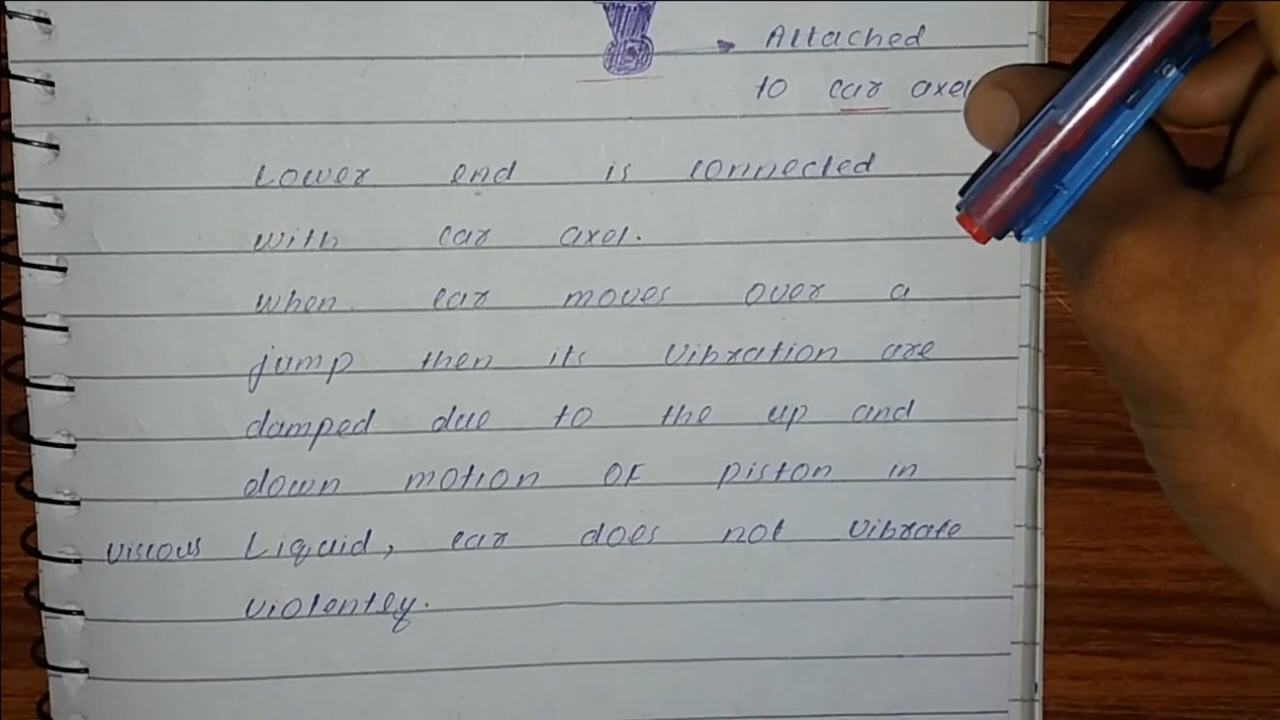 Attached
to car axel
Lower end is connected
with car axel.
when car moves over a
jump then its vibration are
damped due to the up and
down motion OF piston in
viscous Liquid, car does not vibrate
violently.